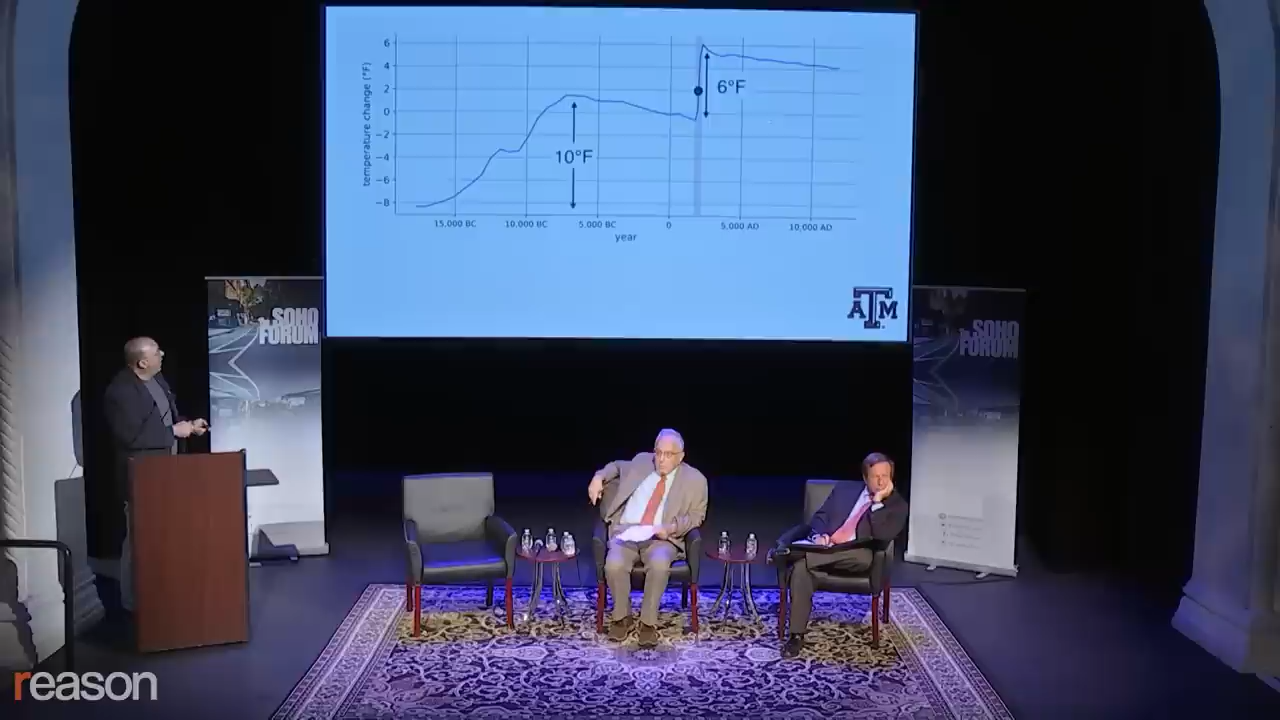 6
4
2
0
−2
−4
−6
−8
temperature change (°F)
10°F
6°F
15,000 BC
10,000 BC
5,000 BC
0
5,000 AD
10,000 AD
year
ATM
SOHO
FORUM
SOHO
FORUM
reason